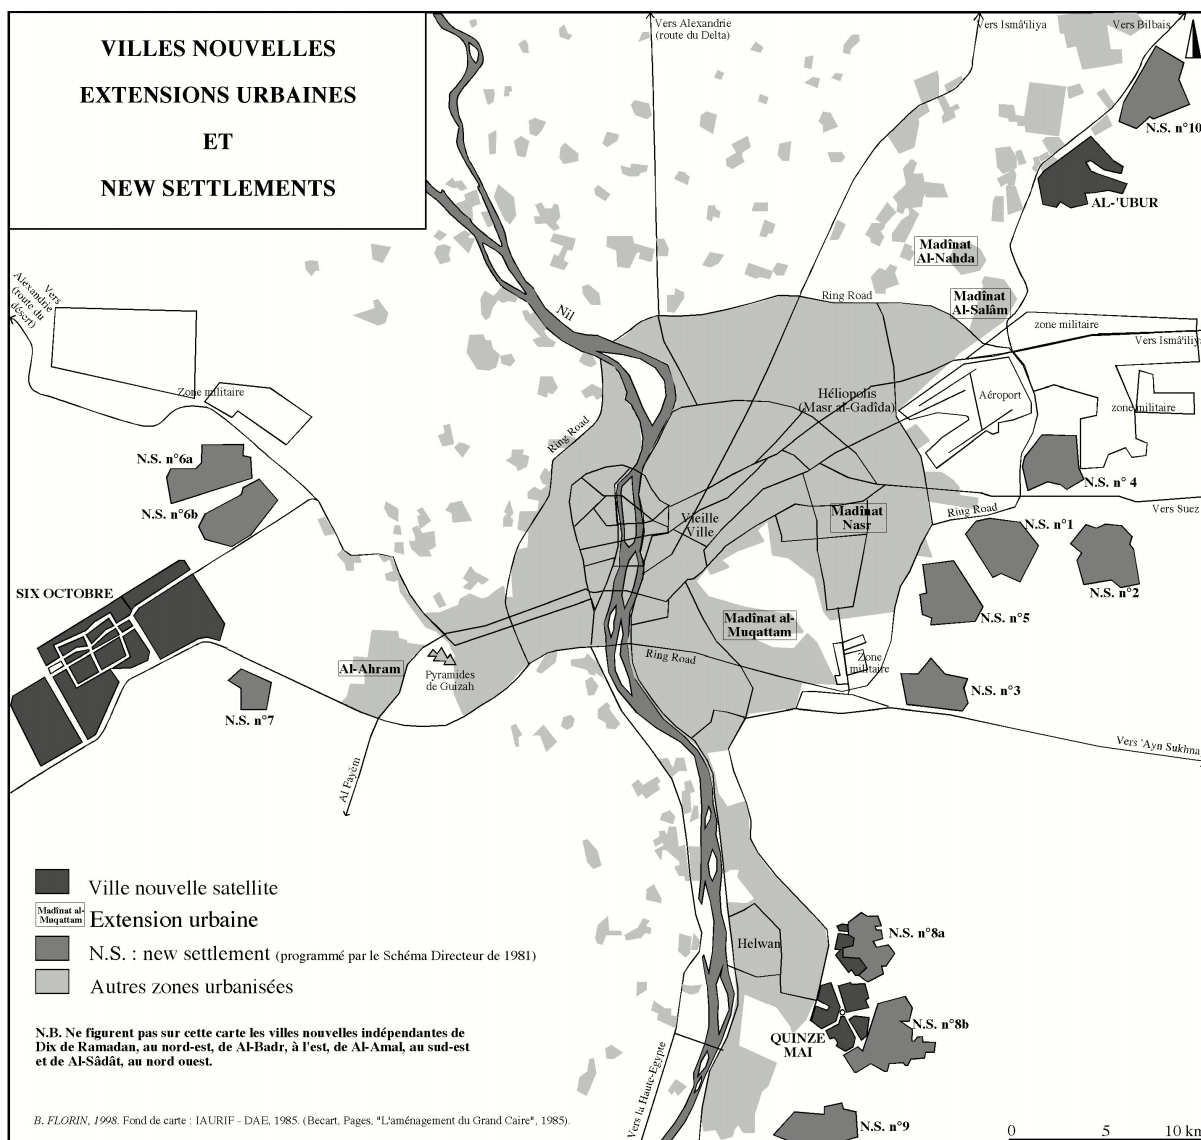 VILLES NOUVELLES
EXTENSIONS URBAINES
ET
NEW SETTLEMENTS
Vers Alexandrie
(route du Delta)
Vers Ismâ'iliya
Vers Bilbais
N.S. n°10
AL-'UBUR
Madînat
Al-Nahda
Madînat
Al-Salâm
Ring Road
zone militaire
Vers Ismâ'iliya
Vers
Alexandrie
(route du
désert)
Nil
Zone militaire
Héliopolis
(Masr al-Gadîda)
Aéroport
zone militaire
Ring Road
N.S. n°6a
N.S. n°6b
N.S. n° 4
Vieille
Ville
Madînat
Nasr
Ring Road
Vers Suez
N.S. n°1
N.S. n°2
SIX OCTOBRE
N.S. n°5
Madînat al-
Muqattam
Al-Ahram
Pyramides
de Guizah
Ring Road
Zone
militaire
N.S. n°7
N.S. n°3
Vers 'Ayn Sukhna
Al Fayêm
Ville nouvelle satellite
Madînat al-
Muqattam
Extension urbaine
N.S. : new settlement (programmé par le Schéma Directeur de 1981)
Autres zones urbanisées
Helwan
N.S. n°8a
N.S. n°8b
QUINZE
MAI
N.S. n°9
Vers la Haute-Egypte
N.B. Ne figurent pas sur cette carte les villes nouvelles indépendantes de
Dix de Ramadan, au nord-est, de Al-Badr, à l'est, de Al-Amal, au sud-est
et de Al-Sâdât, au nord ouest.
B. FLORIN, 1998. Fond de carte : IAURIF - DAE, 1985. (Becart, Pages, "L'aménagement du Grand Caire", 1985).
0 5 10 km